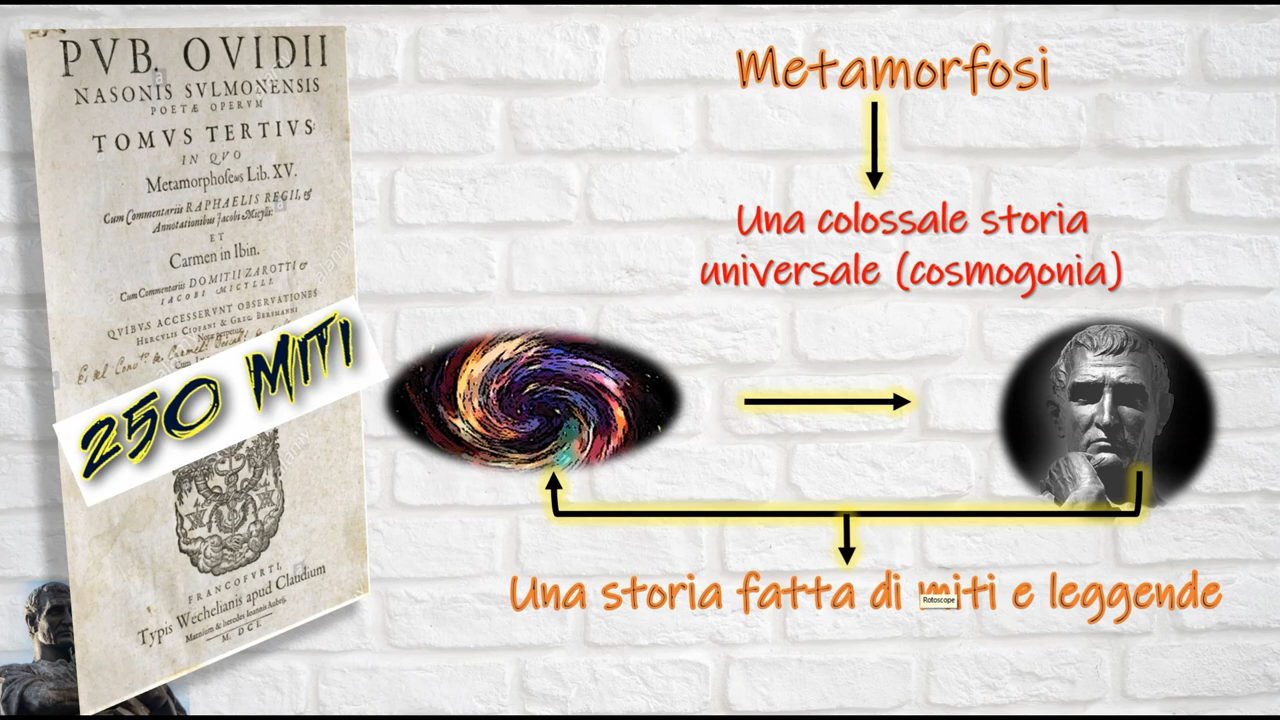 PVB. OVIDII
NASONIS SVLMONENSIS
POETÆ OPERVM
TOMVS TERTIVS
IN QVO
Metamorphoseωs Lib. XV.
Cum Commentariis RAPHAELIS REGII, &
Annotationibus Jacobi Micylli:
ET
Carmen in Ibin.
Cum Commentariis DOMITII ZAROTTI &
IACOBI MICYLLI.
QVIBVS ACCESSERVNT OBSERVATIONES
HERCVLIS CIOFANI & GREG. BERSMANNI
250 MITI
FRANCOFVRTI,
Typis Wechelianis apud Claudium
Marnium & heredes Ioannis Aubrij.
Metamorfosi
Una colossale storia
universale (cosmogonia)
Una storia fatta di miti e leggende
Rotoscope